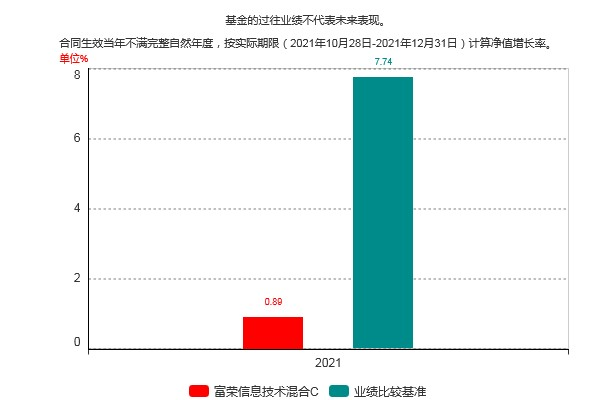 基金的过往业绩不代表未来表现。
合同生效当年不满完整自然年度，按实际期限（2021年10月28日-2021年12月31日）计算净值增长率。
单位%
8
7.74
6
4
2
0.89
0
2021
富荣信息技术混合C 业绩比较基准